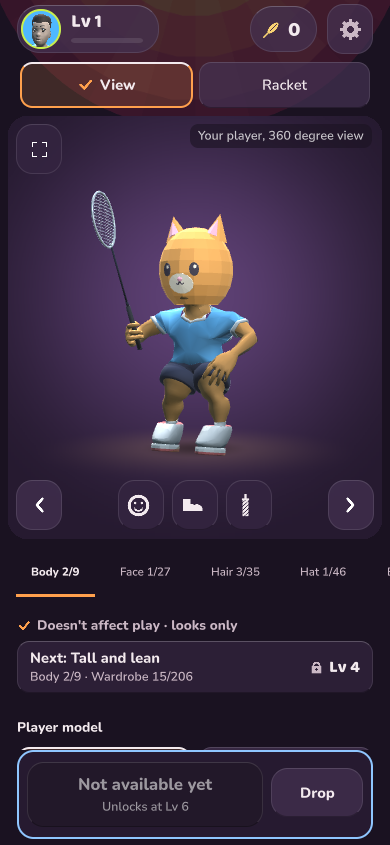 Lv 1
0
View
Racket
Your player, 360 degree view
Body 2/9
Face 1/27
Hair 3/35
Hat 1/46
Doesn't affect play · looks only
Next: Tall and lean
Body 2/9 · Wardrobe 15/206
Lv 4
Player model
Not available yet
Unlocks at Lv 6
Drop